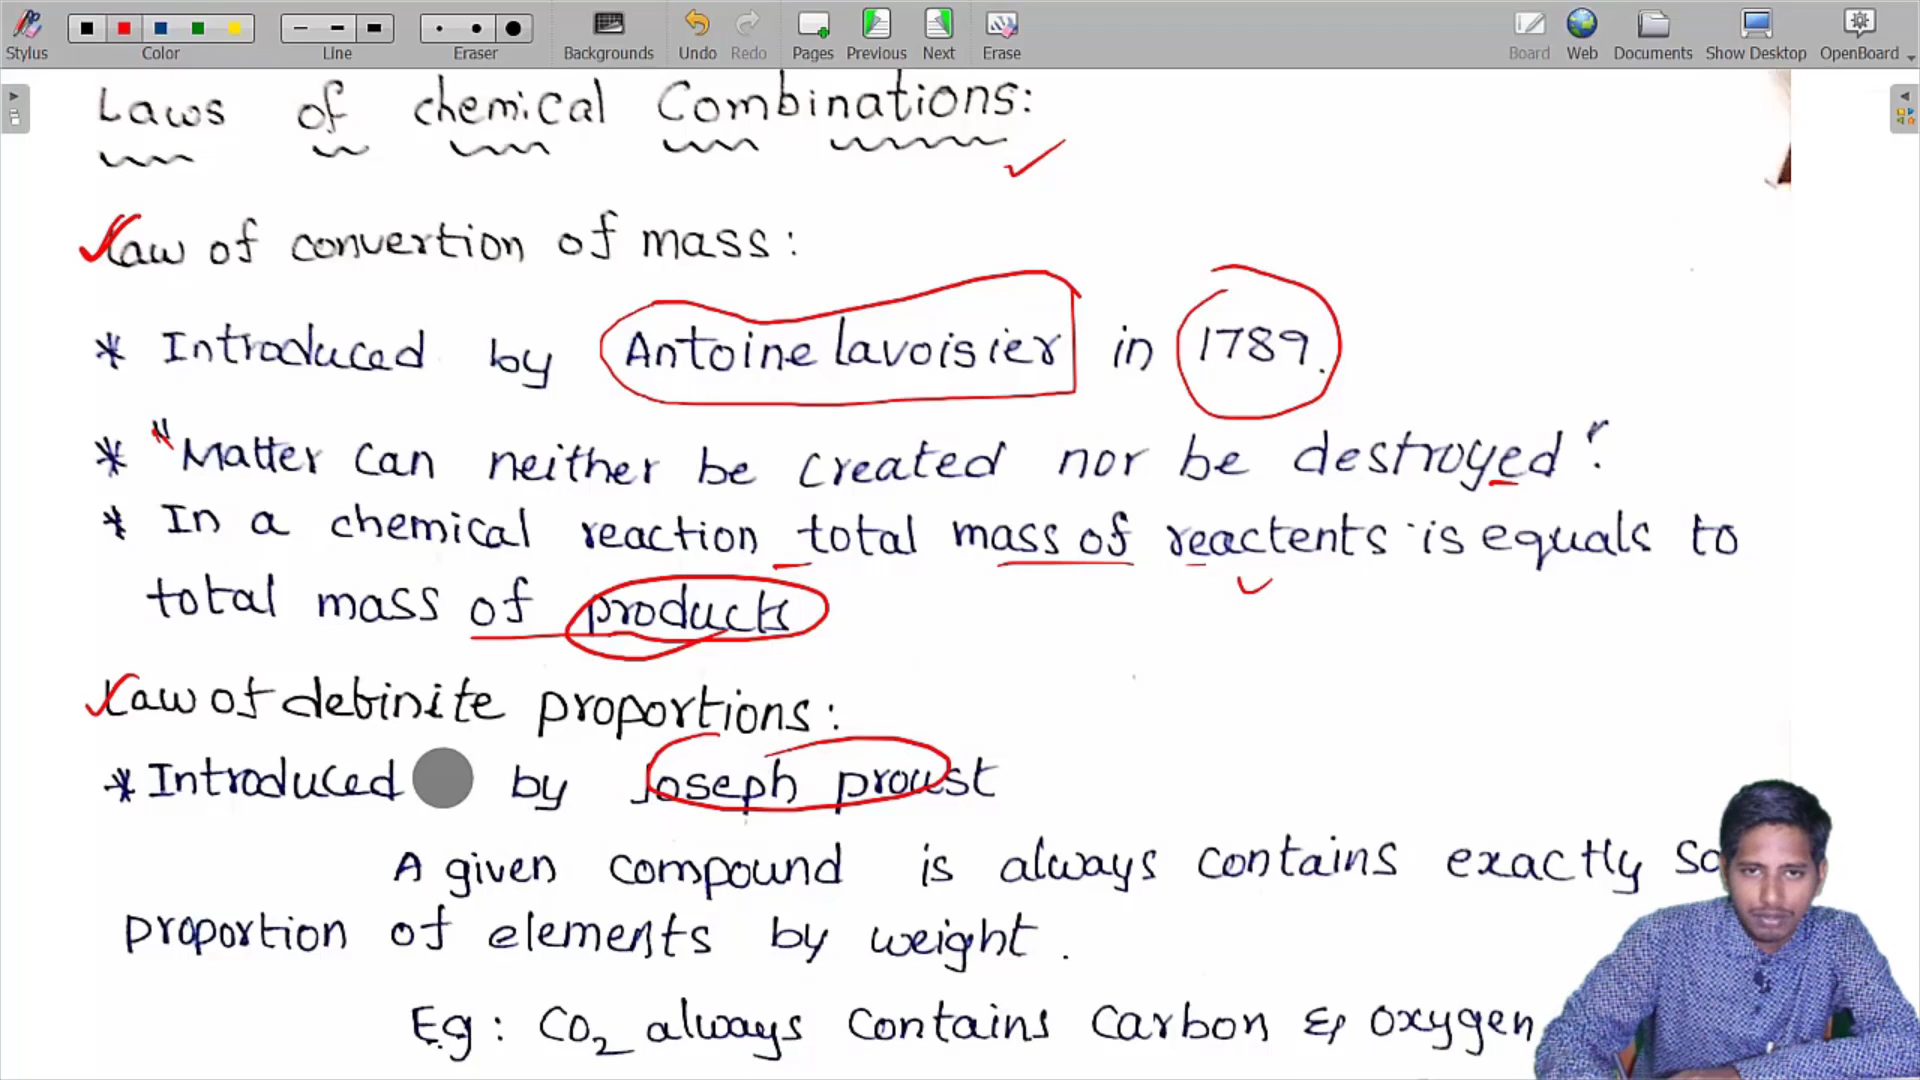 Stylus Color Line Eraser Backgrounds Undo Redo Pages Previous Next Erase Board Web Documents Show Desktop OpenBoard
Laws of chemical Combinations:
Law of convertion of mass:
* Introduced by Antoine lavoisier in 1789.
* "Matter can neither be created nor be destroyed".
* In a chemical reaction total mass of reactents is equals to
total mass of products
Law of definite proportions:
* Introduced by Joseph proust
A given compound is always contains exactly
proportion of elements by weight.
Eg: CO2 always contains carbon & oxygen